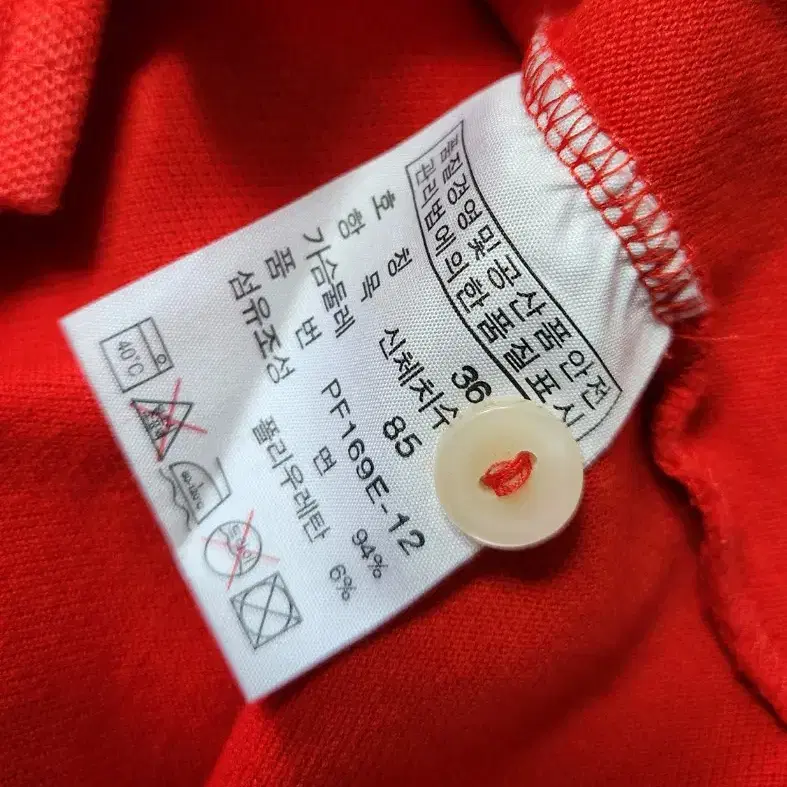 품질경영및공산품안전
관리법에의한품질표시
호칭 36
항목 신체치수
가슴둘레 85
품번 PF169E-12
섬유조성 면 94%
폴리우레탄 6%
40℃